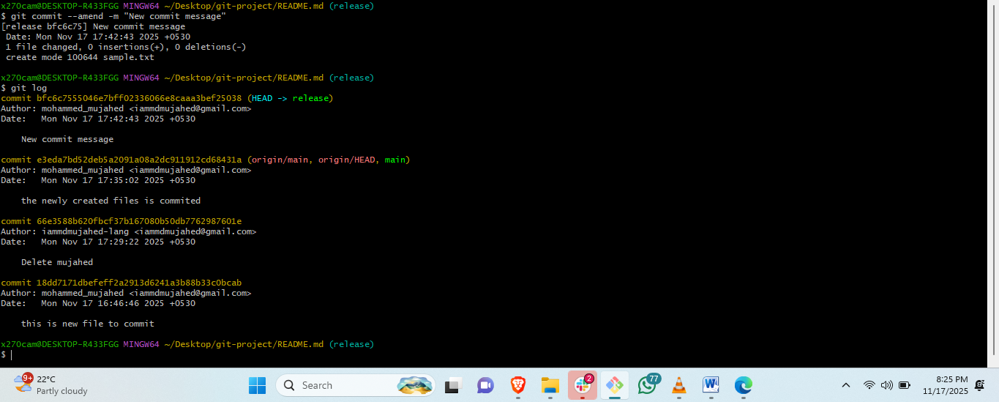 x270cam@DESKTOP-R433FGG MINGW64 ~/Desktop/git-project/README.md (release)
$ git commit --amend -m "New commit message"
[release bfc6c75] New commit message
 Date: Mon Nov 17 17:42:43 2025 +0530
 1 file changed, 0 insertions(+), 0 deletions(-)
 create mode 100644 sample.txt

x270cam@DESKTOP-R433FGG MINGW64 ~/Desktop/git-project/README.md (release)
$ git log
commit bfc6c7555046e7bff02336066e8caaa3bef25038 (HEAD -> release)
Author: mohammed_mujahed <iammdmujahed@gmail.com>
Date:   Mon Nov 17 17:42:43 2025 +0530

    New commit message

commit e3eda7bd52deb5a2091a08a2dc911912cd68431a (origin/main, origin/HEAD, main)
Author: mohammed_mujahed <iammdmujahed@gmail.com>
Date:   Mon Nov 17 17:35:02 2025 +0530

    the newly created files is commited

commit 66e3588b620fbcf37b167080b50db7762987601e
Author: iammdmujahed-lang <iammdmujahed@gmail.com>
Date:   Mon Nov 17 17:29:22 2025 +0530

    Delete mujahed

commit 18dd7171dbefeff2a2913d6241a3b88b33c0bcab
Author: mohammed_mujahed <iammdmujahed@gmail.com>
Date:   Mon Nov 17 16:46:46 2025 +0530

    this is new file to commit

x270cam@DESKTOP-R433FGG MINGW64 ~/Desktop/git-project/README.md (release)
$
9+
22°C
Partly cloudy
Search
2
77
W
8:25 PM
11/17/2025